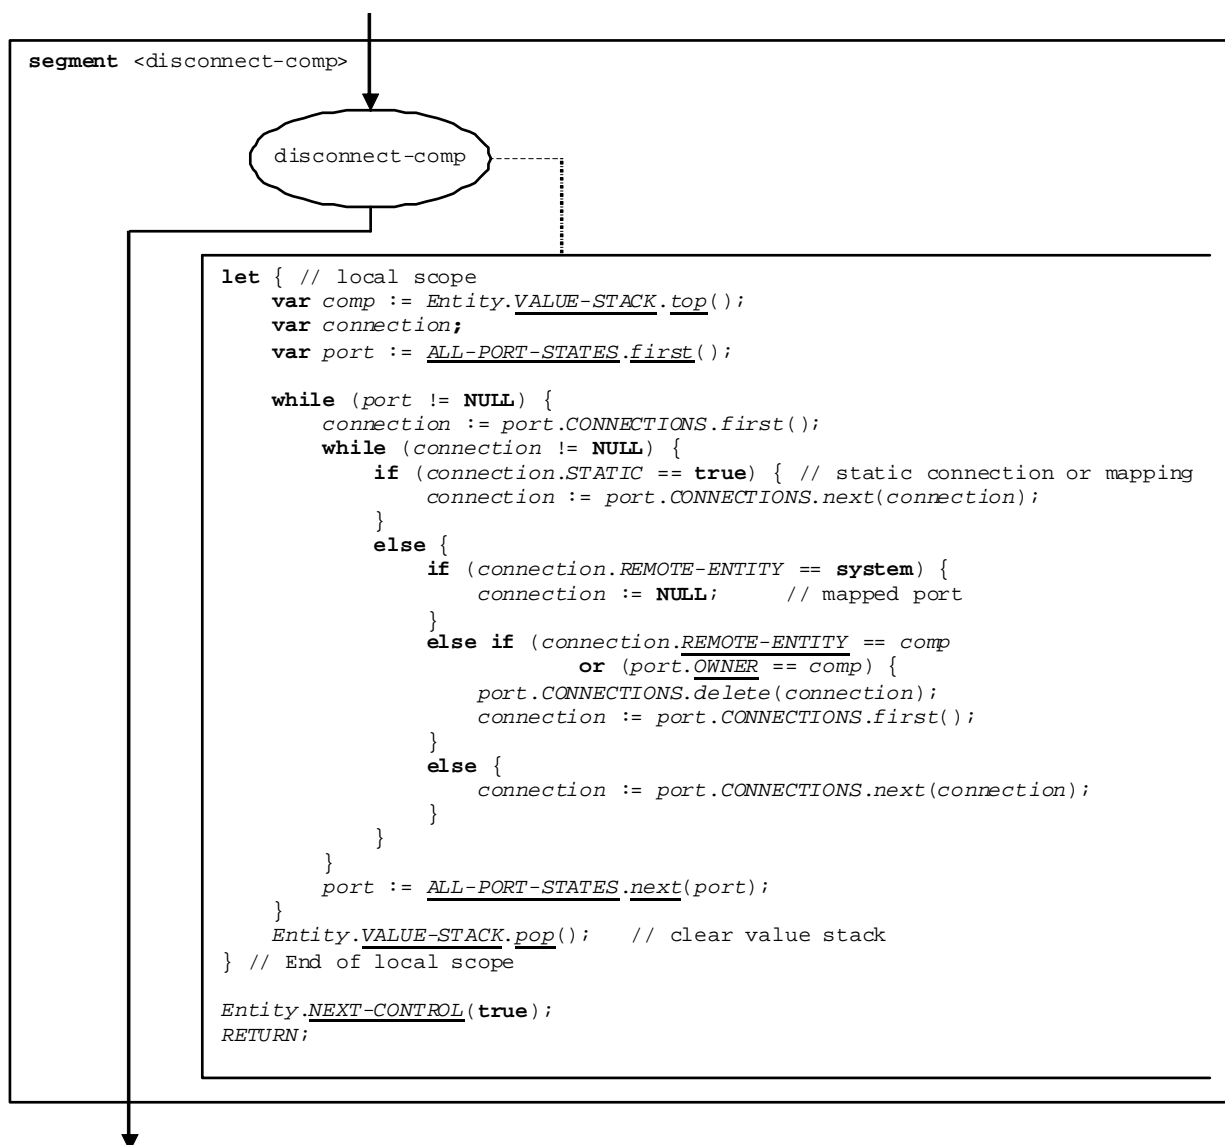 segment <disconnect-comp>
disconnect-comp
let { // local scope
var comp := Entity.VALUE-STACK.top();
var connection;
var port := ALL-PORT-STATES.first();
while (port != NULL) {
connection := port.CONNECTIONS.first();
while (connection != NULL) {
if (connection.STATIC == true) { // static connection or mapping
connection := port.CONNECTIONS.next(connection);
}
else {
if (connection.REMOTE-ENTITY == system) {
connection := NULL; // mapped port
}
else if (connection.REMOTE-ENTITY == comp
or (port.OWNER == comp) {
port.CONNECTIONS.delete(connection);
connection := port.CONNECTIONS.first();
}
else {
connection := port.CONNECTIONS.next(connection);
}
}
}
port := ALL-PORT-STATES.next(port);
}
Entity.VALUE-STACK.pop(); // clear value stack
} // End of local scope
Entity.NEXT-CONTROL(true);
RETURN;